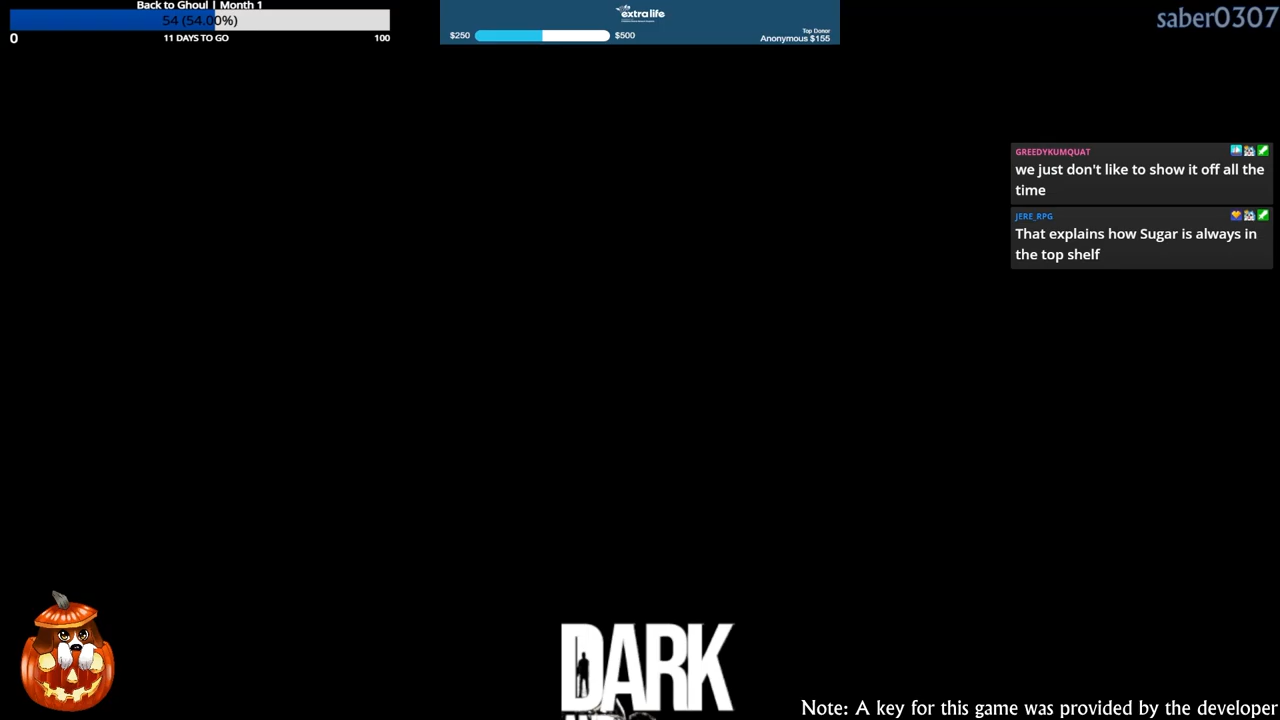 Back to Ghoul | Month 1
54 (54.00%)
0
11 DAYS TO GO
100
extra life
$250
$500
Top Donor
Anonymous $155
saber0307
GREEDYKUMQUAT
we just don't like to show it off all the
time
JERE_RPG
That explains how Sugar is always in
the top shelf
DARK
Note: A key for this game was provided by the developer